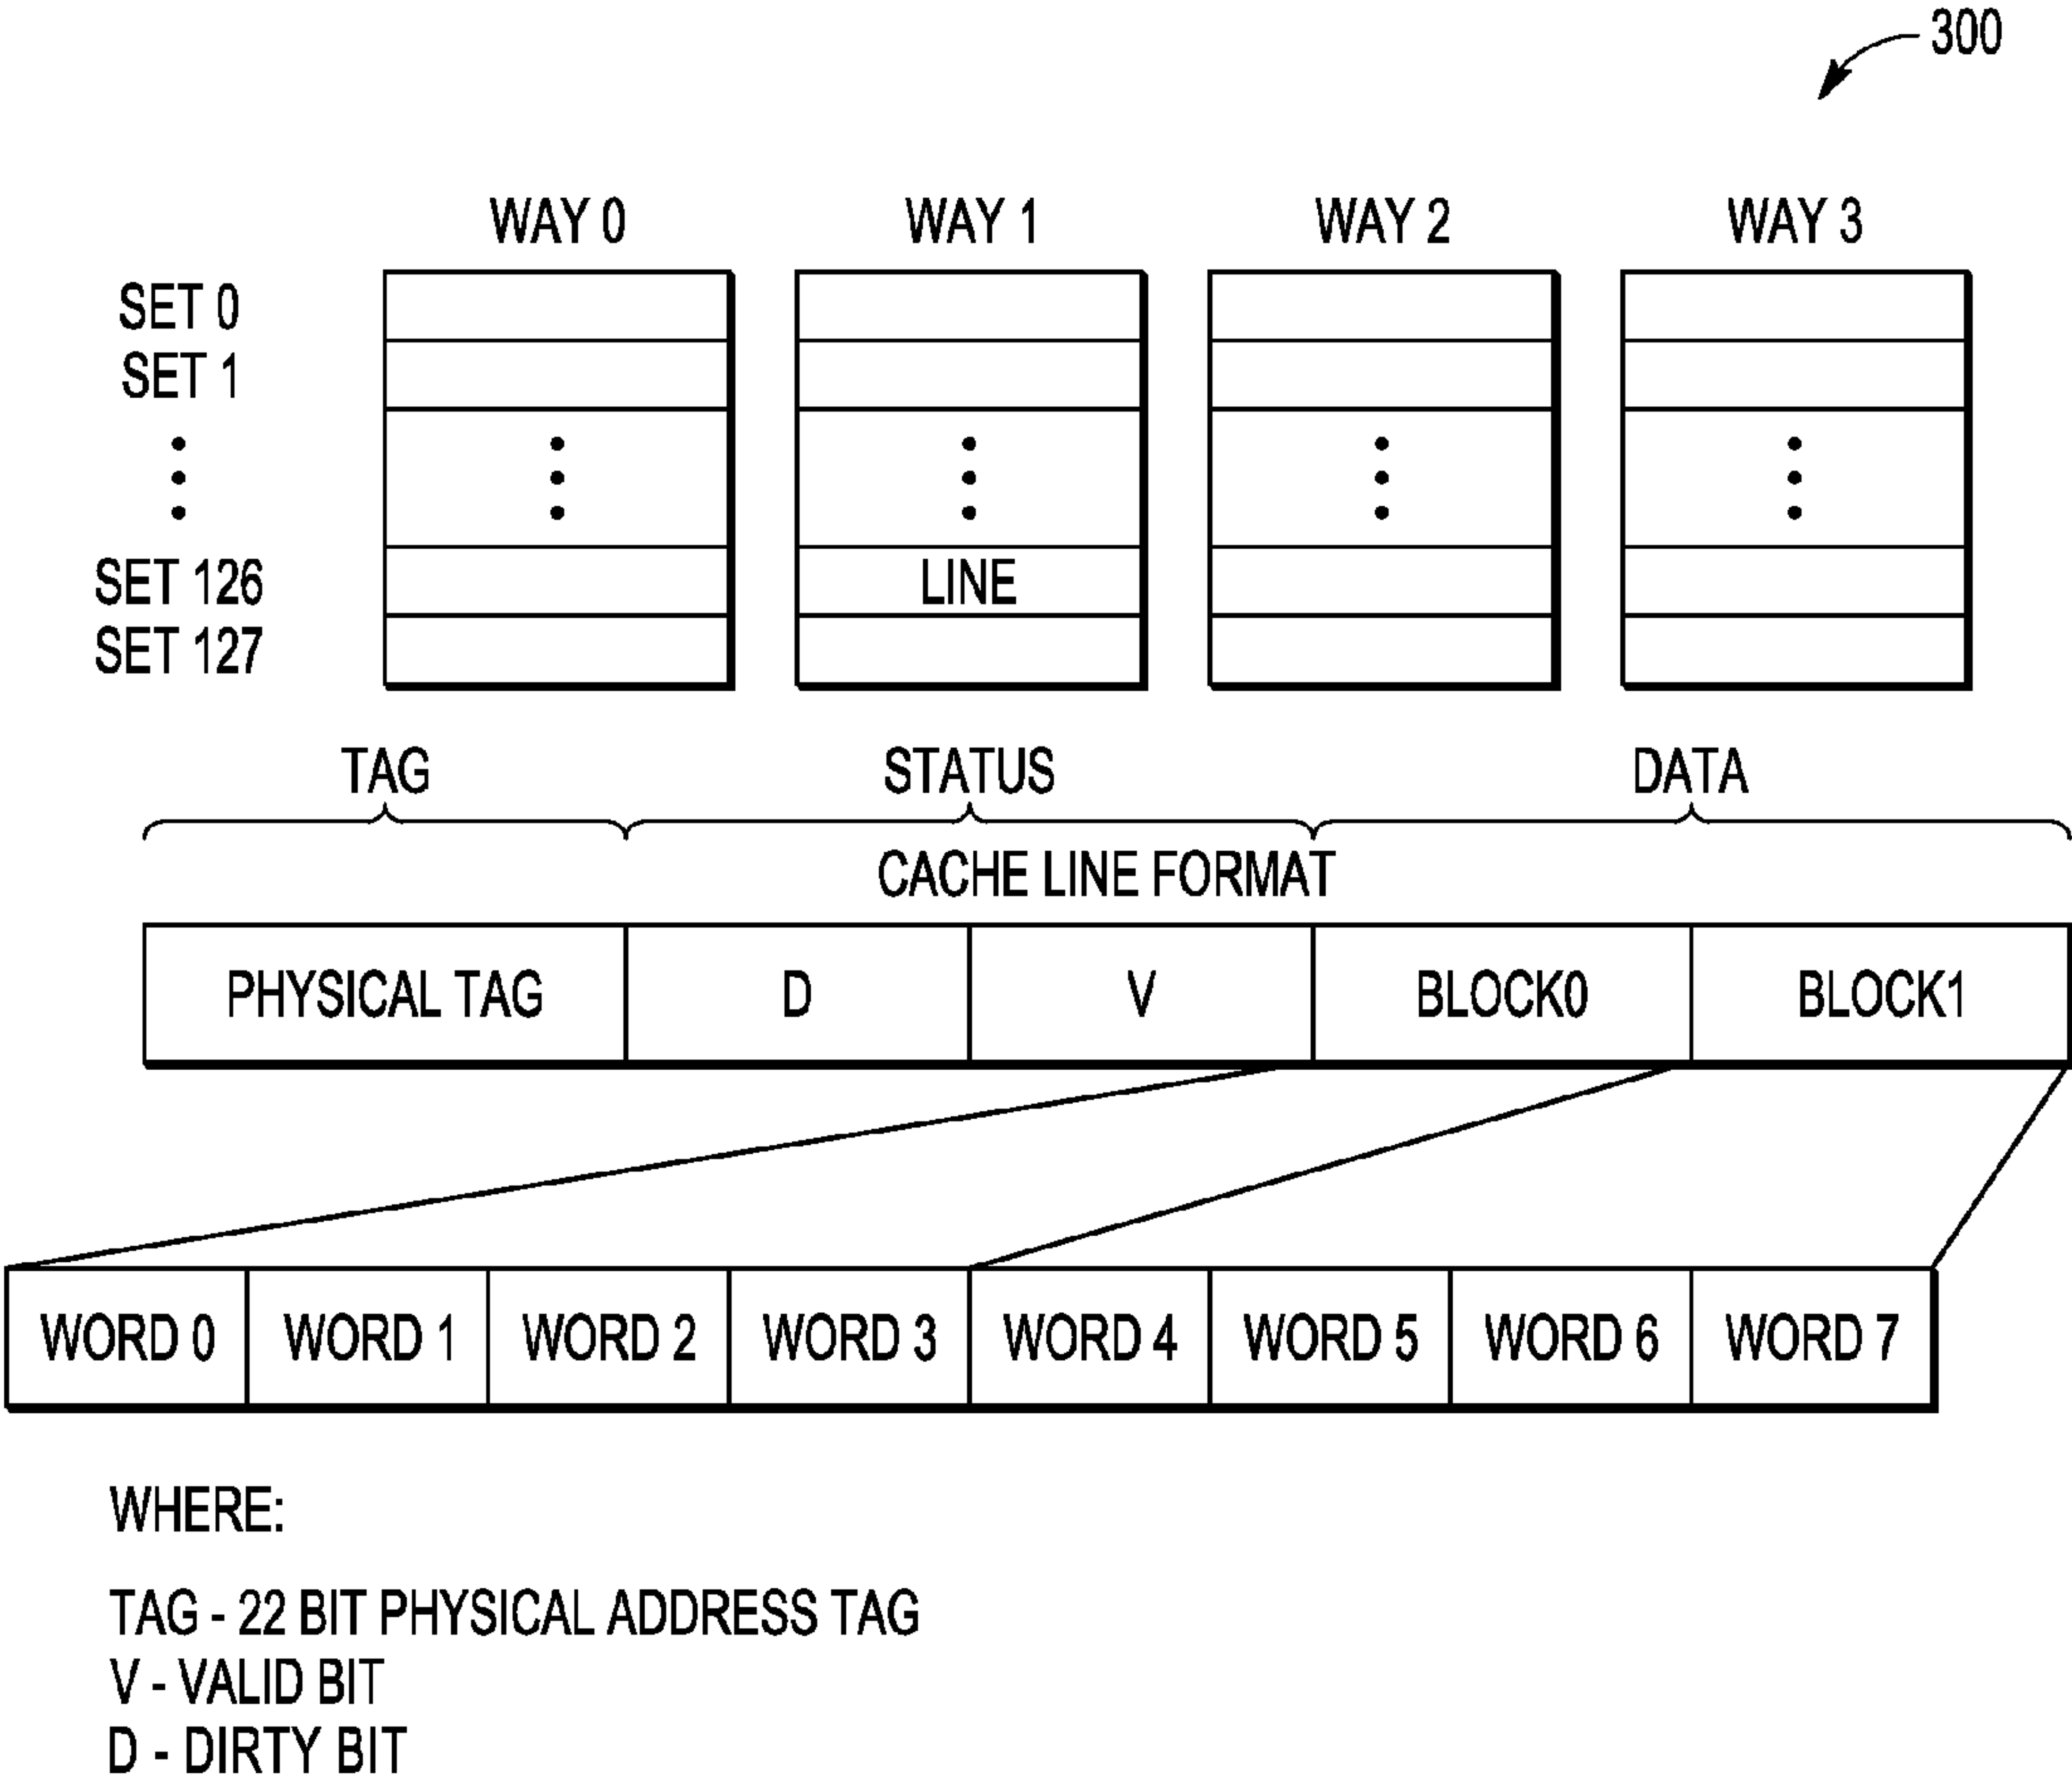 300
WAY 0 WAY 1 WAY 2 WAY 3
SET 0
SET 1
SET 126 LINE
SET 127
TAG STATUS DATA
CACHE LINE FORMAT
PHYSICAL TAG D V BLOCK0 BLOCK1
WORD 0 WORD 1 WORD 2 WORD 3 WORD 4 WORD 5 WORD 6 WORD 7
WHERE:
TAG - 22 BIT PHYSICAL ADDRESS TAG
V - VALID BIT
D - DIRTY BIT